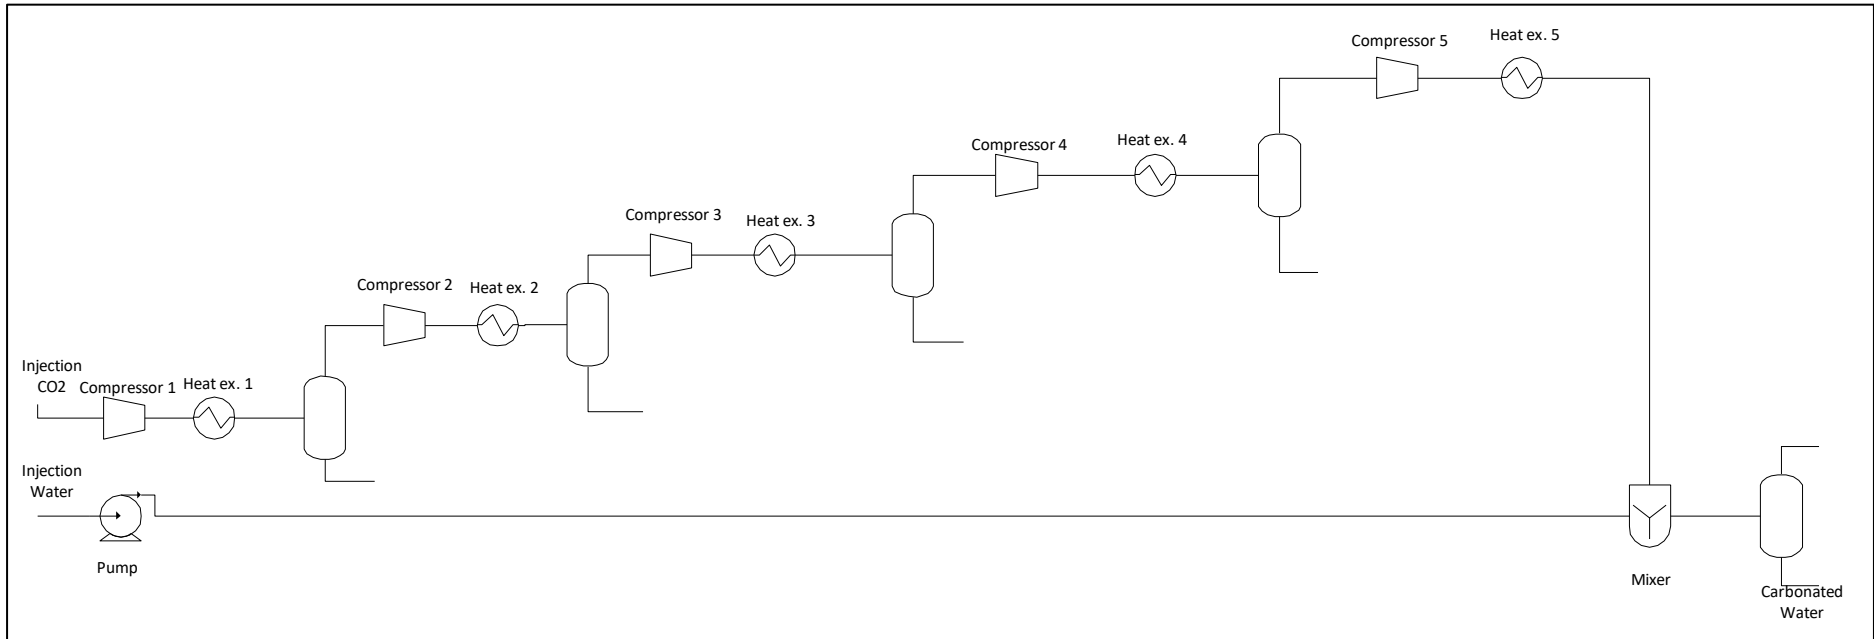 Compressor 5
Heat ex. 5
Compressor 4
Heat ex. 4
Compressor 3
Heat ex. 3
Compressor 2
Heat ex. 2
Injection
CO2
Compressor 1
Heat ex. 1
Injection
Water
Pump
Mixer
Carbonated
Water